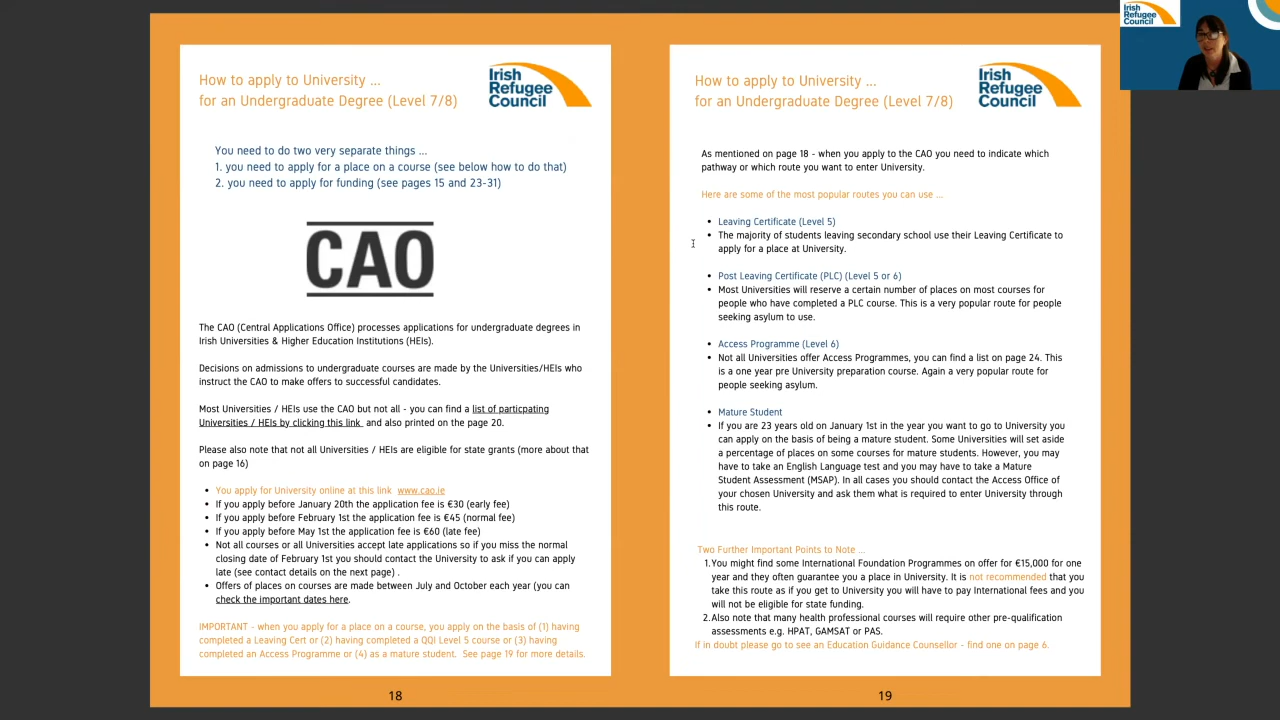 How to apply to University ...
for an Undergraduate Degree (Level 7/8)
Irish
Refugee
Council
You need to do two very separate things ...
1. you need to apply for a place on a course (see below how to do that)
2. you need to apply for funding (see pages 15 and 23-31)
CAO
The CAO (Central Applications Office) processes applications for undergraduate degrees in
Irish Universities & Higher Education Institutions (HEIs).
Decisions on admissions to undergraduate courses are made by the Universities/HEIs who
instruct the CAO to make offers to successful candidates.
Most Universities / HEIs use the CAO but not all - you can find a list of particpating
Universities / HEIs by clicking this link and also printed on the page 20.
Please also note that not all Universities / HEIs are eligible for state grants (more about that
on page 16)
• You apply for University online at this link www.cao.ie
• If you apply before January 20th the application fee is €30 (early fee)
• If you apply before February 1st the application fee is €45 (normal fee)
• If you apply before May 1st the application fee is €60 (late fee)
• Not all courses or all Universities accept late applications so if you miss the normal
closing date of February 1st you should contact the University to ask if you can apply
late (see contact details on the next page) .
• Offers of places on courses are made between July and October each year (you can
check the important dates here.
IMPORTANT - when you apply for a place on a course, you apply on the basis of (1) having
completed a Leaving Cert or (2) having completed a QQI Level 5 course or (3) having
completed an Access Programme or (4) as a mature student. See page 19 for more details.
18
How to apply to University ...
for an Undergraduate Degree (Level 7/8)
Irish
Refugee
Council
As mentioned on page 18 - when you apply to the CAO you need to indicate which
pathway or which route you want to enter University.
Here are some of the most popular routes you can use ...
• Leaving Certificate (Level 5)
• The majority of students leaving secondary school use their Leaving Certificate to
apply for a place at University.
• Post Leaving Certificate (PLC) (Level 5 or 6)
• Most Universities will reserve a certain number of places on most courses for
people who have completed a PLC course. This is a very popular route for people
seeking asylum to use.
• Access Programme (Level 6)
• Not all Universities offer Access Programmes, you can find a list on page 24. This
is a one year pre University preparation course. Again a very popular route for
people seeking asylum.
• Mature Student
• If you are 23 years old on January 1st in the year you want to go to University you
can apply on the basis of being a mature student. Some Universities will set aside
a percentage of places on some courses for mature students. However, you may
have to take an English Language test and you may have to take a Mature
Student Assessment (MSAP). In all cases you should contact the Access Office of
your chosen University and ask them what is required to enter University through
this route.
Two Further Important Points to Note ...
1.You might find some International Foundation Programmes on offer for €15,000 for one
year and they often guarantee you a place in University. It is not recommended that you
take this route as if you get to University you will have to pay International fees and you
will not be eligible for state funding.
2.Also note that many health professional courses will require other pre-qualification
assessments e.g. HPAT, GAMSAT or PAS.
If in doubt please go to see an Education Guidance Counsellor - find one on page 6.
19
Irish
Refugee
Council